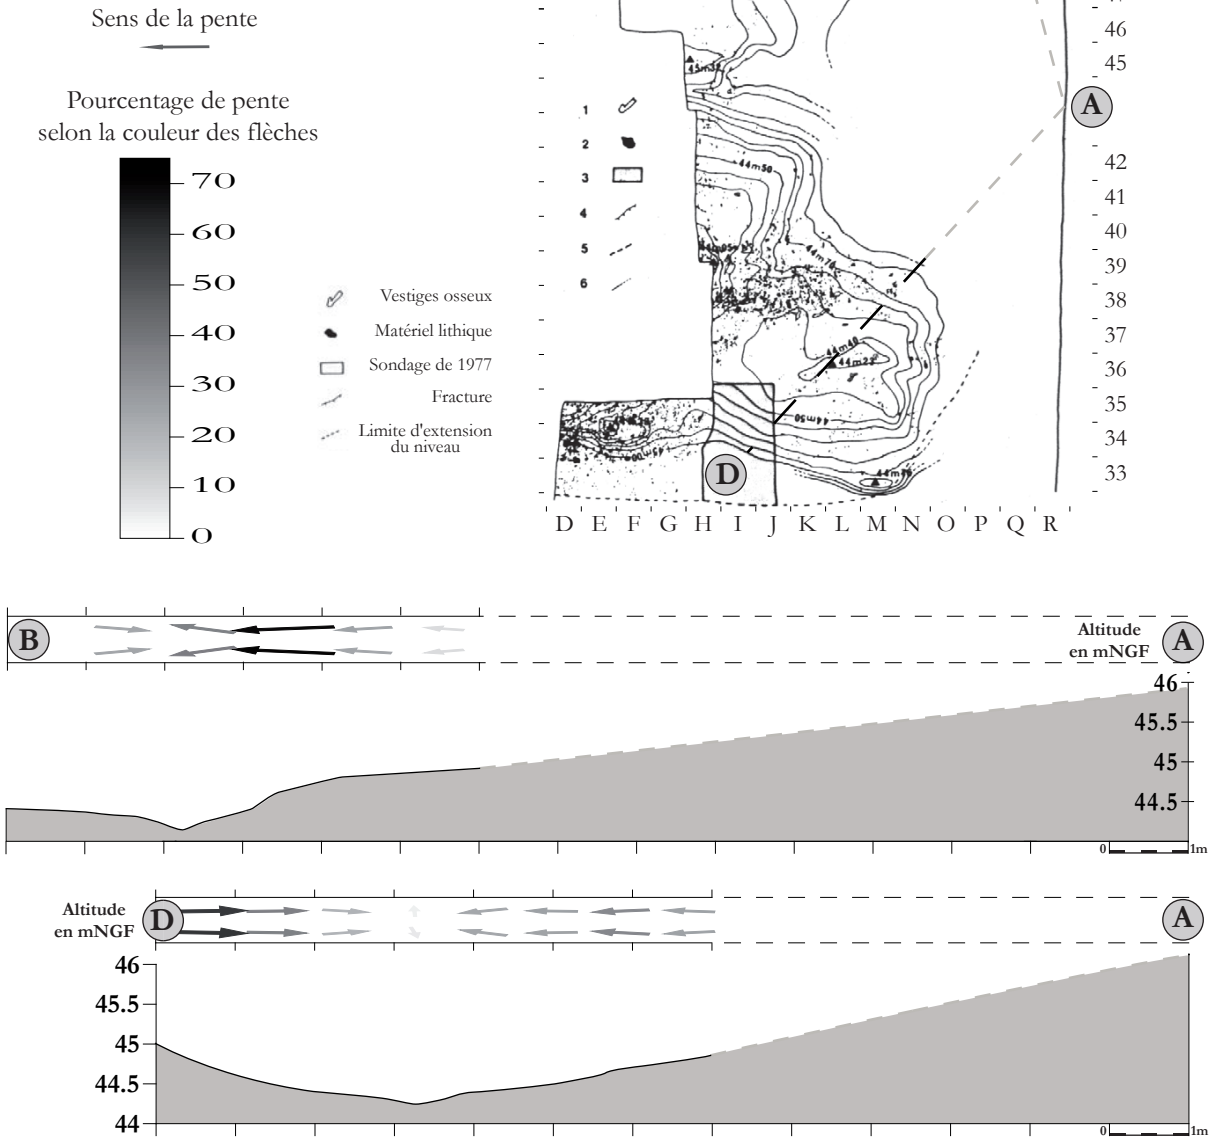 Sens de la pente
Pourcentage de pente
selon la couleur des flèches
70
60
50
40
30
20
10
0
1
2
3
4
5
6
Vestiges osseux
Matériel lithique
Sondage de 1977
Fracture
Limite d'extension
du niveau
44m50
44m40
44m50
A
D
46
45
42
41
40
39
38
37
36
35
34
33
D E F G H I J K L M N O P Q R
B
Altitude
en mNGF
A
46
45.5
45
44.5
0 1m
Altitude
en mNGF
D
A
46
45.5
45
44.5
44
0 1m